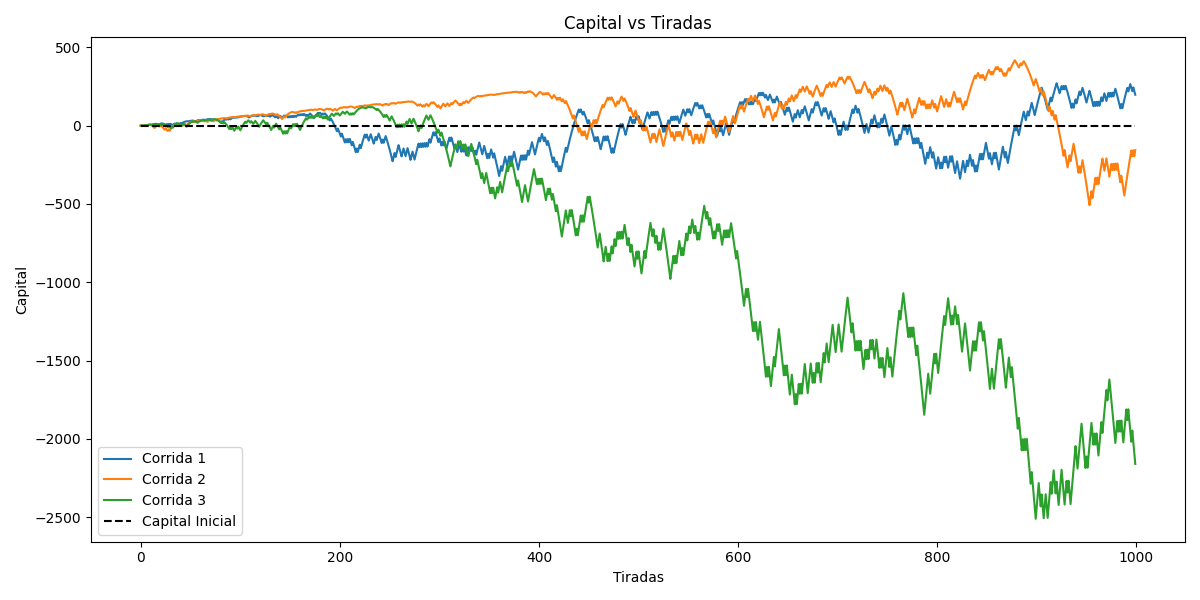 Capital vs Tiradas
Capital
500
0
−500
−1000
−1500
−2000
−2500
Corrida 1
Corrida 2
Corrida 3
Capital Inicial
0
200
400
600
800
1000
Tiradas